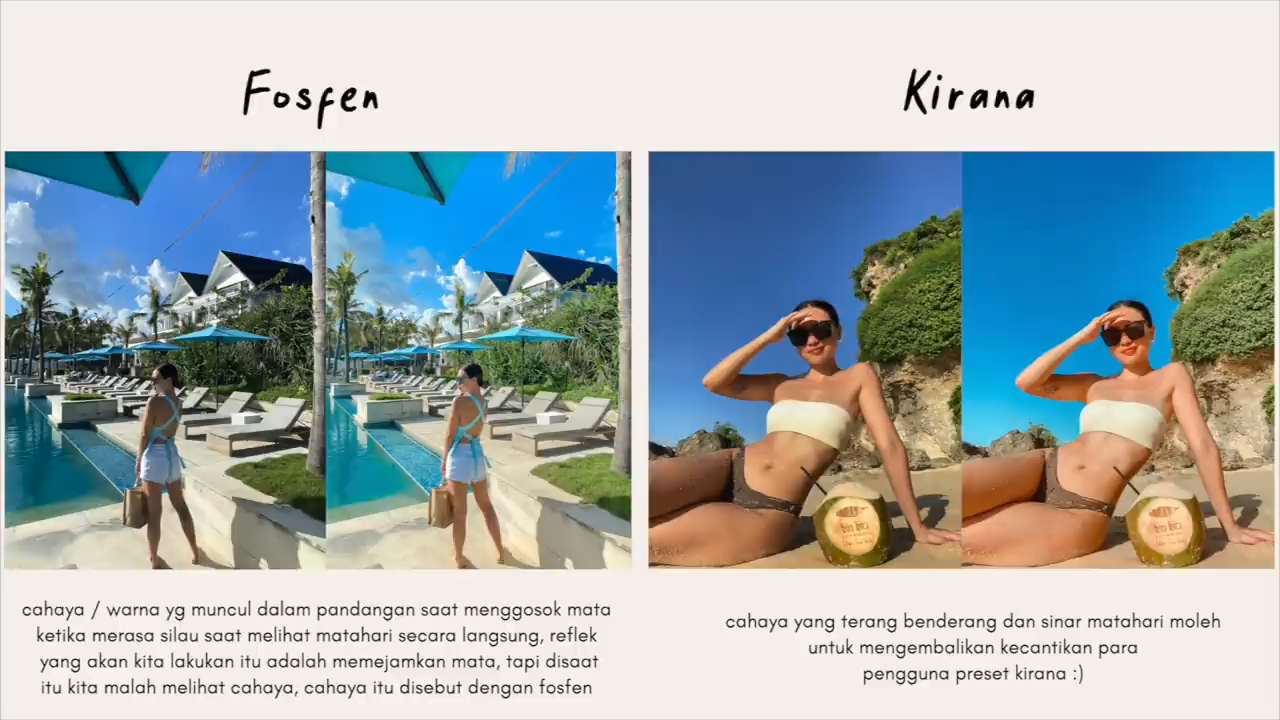 Fosfen
cahaya / warna yg muncul dalam pandangan saat menggosok mata
ketika merasa silau saat melihat matahari secara langsung, reflek
yang akan kita lakukan itu adalah memejamkan mata, tapi disaat
itu kita malah melihat cahaya, cahaya itu disebut dengan fosfen
Kirana
cahaya yang terang benderang dan sinar matahari moleh
untuk mengembalikan kecantikan para
pengguna preset kirana :)